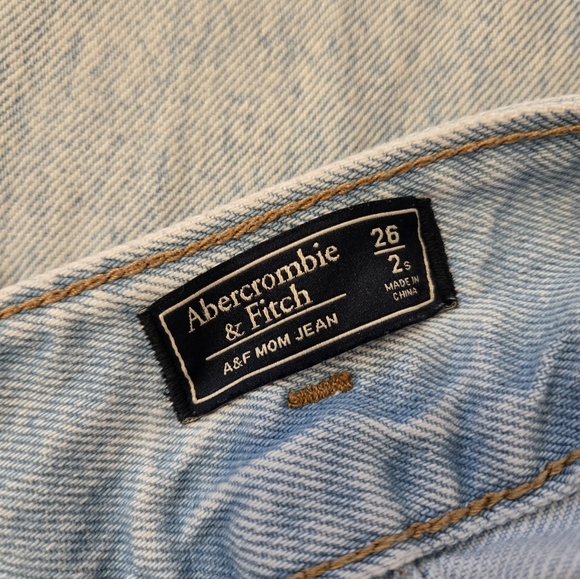 Abercrombie
& Fitch
A&F MOM JEAN
26
2s
MADE IN
CHINA